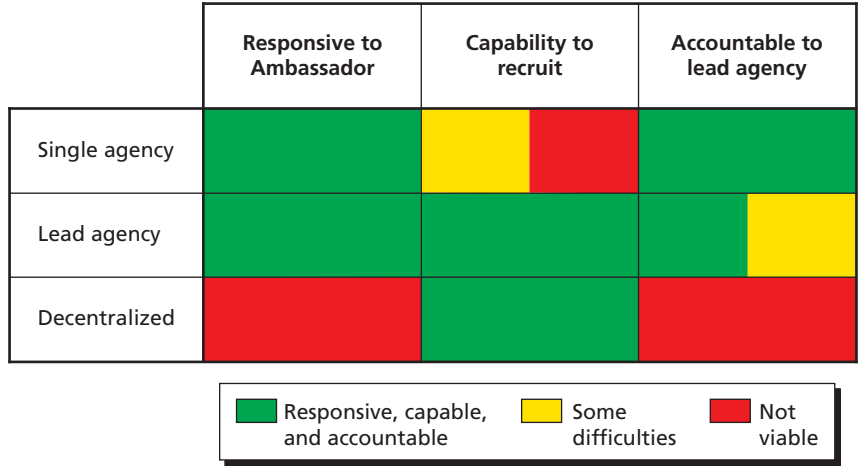 Responsive to
Ambassador
Capability to
recruit
Accountable to
lead agency
Single agency
Lead agency
Decentralized
Responsive, capable,
and accountable
Some
difficulties
Not
viable